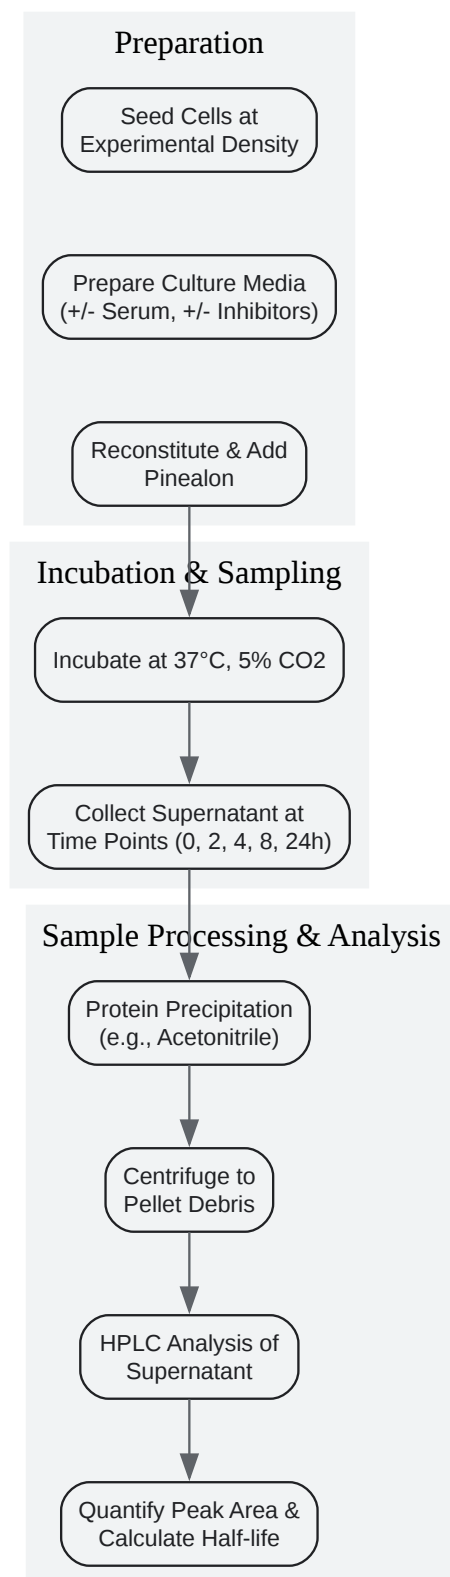 Preparation
Seed Cells at
Experimental Density
Prepare Culture Media
(+/- Serum, +/- Inhibitors)
Reconstitute & Add
Pinealon
Incubation & Sampling
Incubate at 37°C, 5% CO2
Collect Supernatant at
Time Points (0, 2, 4, 8, 24h)
Sample Processing & Analysis
Protein Precipitation
(e.g., Acetonitrile)
Centrifuge to
Pellet Debris
HPLC Analysis of
Supernatant
Quantify Peak Area &
Calculate Half-life